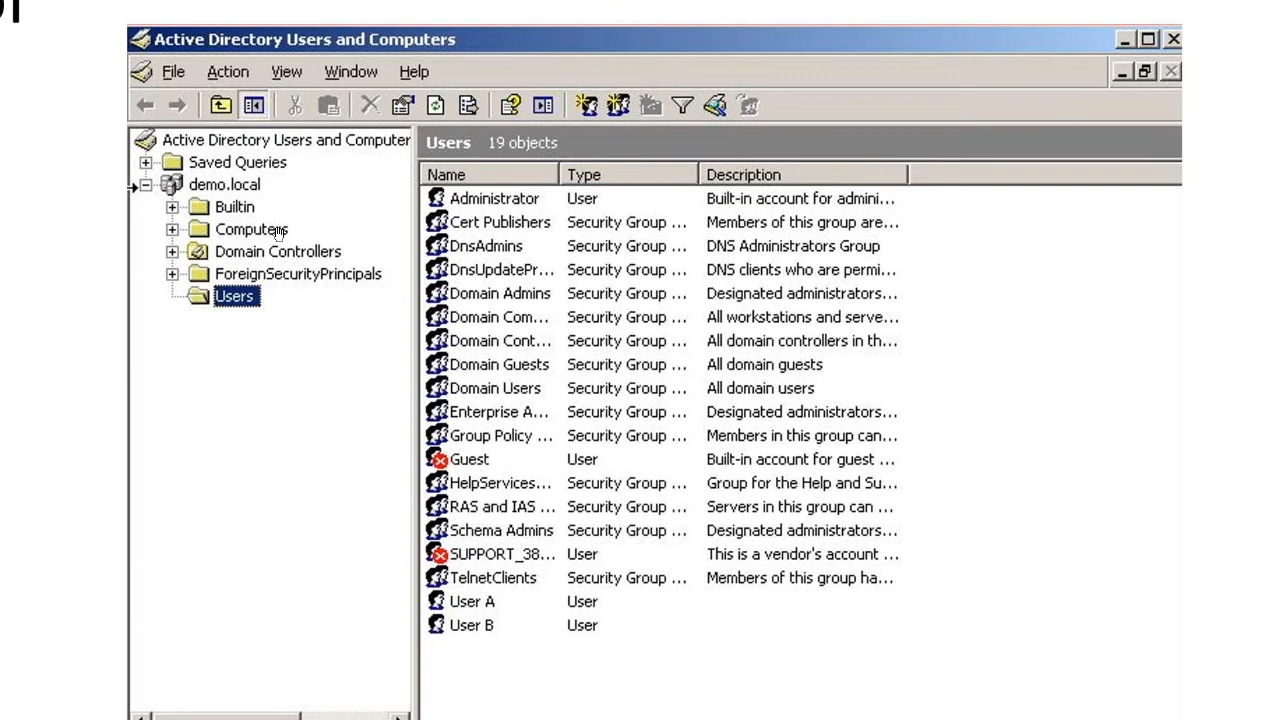 Active Directory Users and Computers
File Action View Window Help
Active Directory Users and Computer
Saved Queries
demo.local
Builtin
Computers
Domain Controllers
ForeignSecurityPrincipals
Users
Users 19 objects
Name Type Description
Administrator User Built-in account for admini...
Cert Publishers Security Group ... Members of this group are...
DnsAdmins Security Group ... DNS Administrators Group
DnsUpdatePr... Security Group ... DNS clients who are permi...
Domain Admins Security Group ... Designated administrators...
Domain Com... Security Group ... All workstations and serve...
Domain Cont... Security Group ... All domain controllers in th...
Domain Guests Security Group ... All domain guests
Domain Users Security Group ... All domain users
Enterprise A... Security Group ... Designated administrators...
Group Policy ... Security Group ... Members in this group can...
Guest User Built-in account for guest ...
HelpServices... Security Group ... Group for the Help and Su...
RAS and IAS ... Security Group ... Servers in this group can ...
Schema Admins Security Group ... Designated administrators...
SUPPORT_38... User This is a vendor's account ...
TelnetClients Security Group ... Members of this group ha...
User A User
User B User